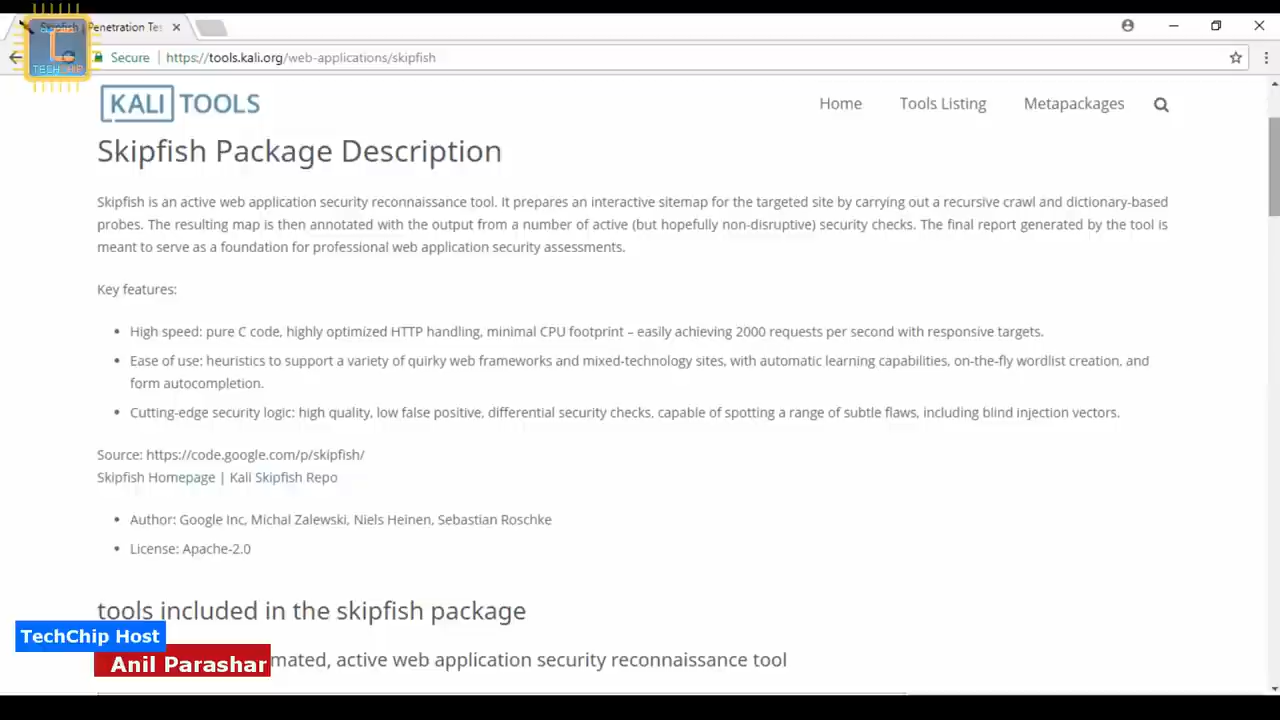 Skipfish | Penetration Tes
TECHCHIP
Secure https://tools.kali.org/web-applications/skipfish
KALI TOOLS
Home Tools Listing Metapackages
Skipfish Package Description
Skipfish is an active web application security reconnaissance tool. It prepares an interactive sitemap for the targeted site by carrying out a recursive crawl and dictionary-based
probes. The resulting map is then annotated with the output from a number of active (but hopefully non-disruptive) security checks. The final report generated by the tool is
meant to serve as a foundation for professional web application security assessments.
Key features:
• High speed: pure C code, highly optimized HTTP handling, minimal CPU footprint – easily achieving 2000 requests per second with responsive targets.
• Ease of use: heuristics to support a variety of quirky web frameworks and mixed-technology sites, with automatic learning capabilities, on-the-fly wordlist creation, and
form autocompletion.
• Cutting-edge security logic: high quality, low false positive, differential security checks, capable of spotting a range of subtle flaws, including blind injection vectors.
Source: https://code.google.com/p/skipfish/
Skipfish Homepage | Kali Skipfish Repo
• Author: Google Inc, Michal Zalewski, Niels Heinen, Sebastian Roschke
• License: Apache-2.0
tools included in the skipfish package
TechChip Host
Anil Parashar
mated, active web application security reconnaissance tool